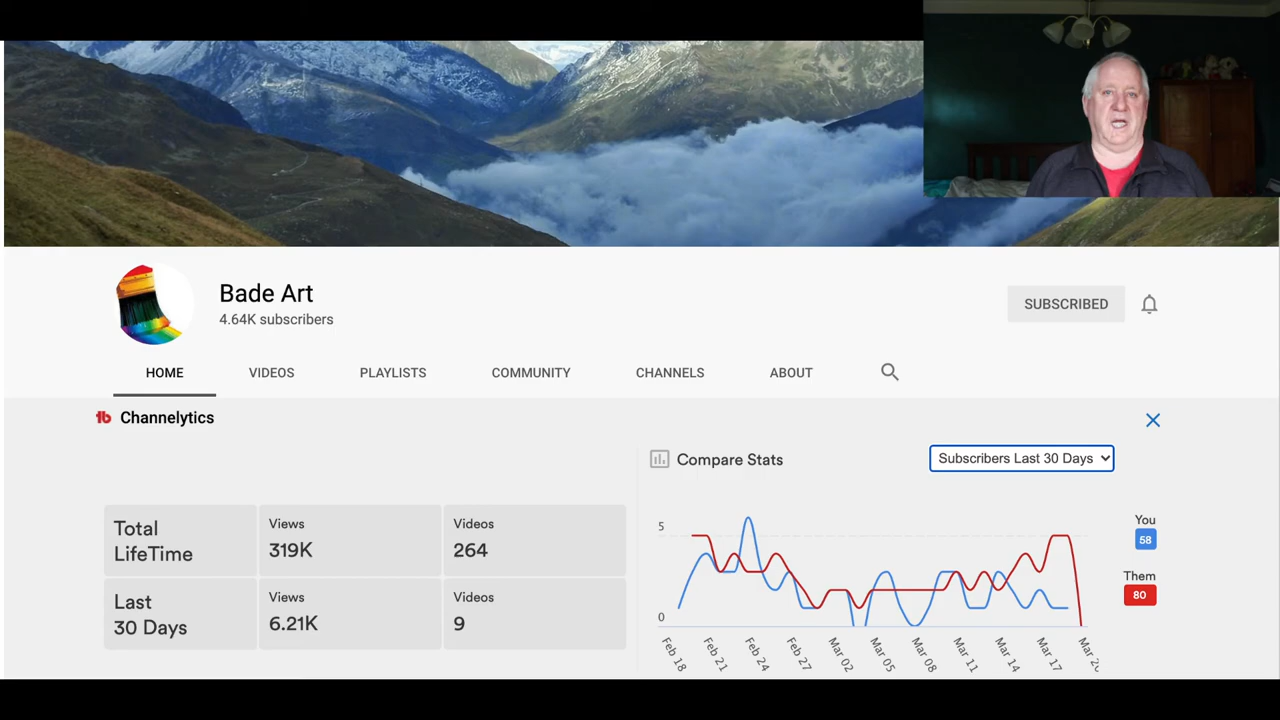 Bade Art
4.64K subscribers
SUBSCRIBED
HOME
VIDEOS
PLAYLISTS
COMMUNITY
CHANNELS
ABOUT
tb Channelytics
Compare Stats
Subscribers Last 30 Days
Total
LifeTime
Views
319K
Videos
264
Last
30 Days
Views
6.21K
Videos
9
5
0
Feb 18
Feb 21
Feb 24
Feb 27
Mar 02
Mar 05
Mar 08
Mar 11
Mar 14
Mar 17
Mar
You
58
Them
80